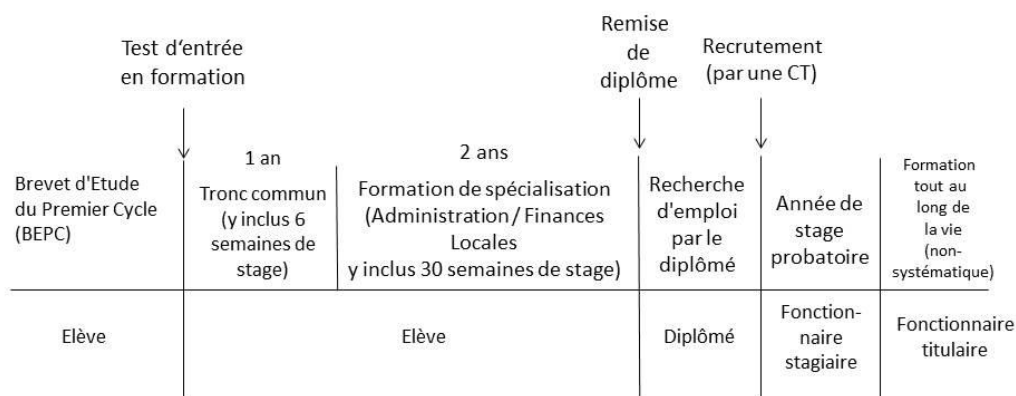 Test d'entrée
en formation
Remise
de
diplôme
Recrutement
(par une CT)
Brevet d'Etude
du Premier Cycle
(BEPC)
1 an
Tronc commun
(y inclus 6
semaines de
stage)
2 ans
Formation de spécialisation
(Administration / Finances
Locales
y inclus 30 semaines de stage)
Recherche
d'emploi
par le
diplômé
Année de
stage
probatoire
Formation
tout au
long de
la vie
(non-
systématique)
Elève
Elève
Diplômé
Fonction-
naire
stagiaire
Fonctionnaire
titulaire